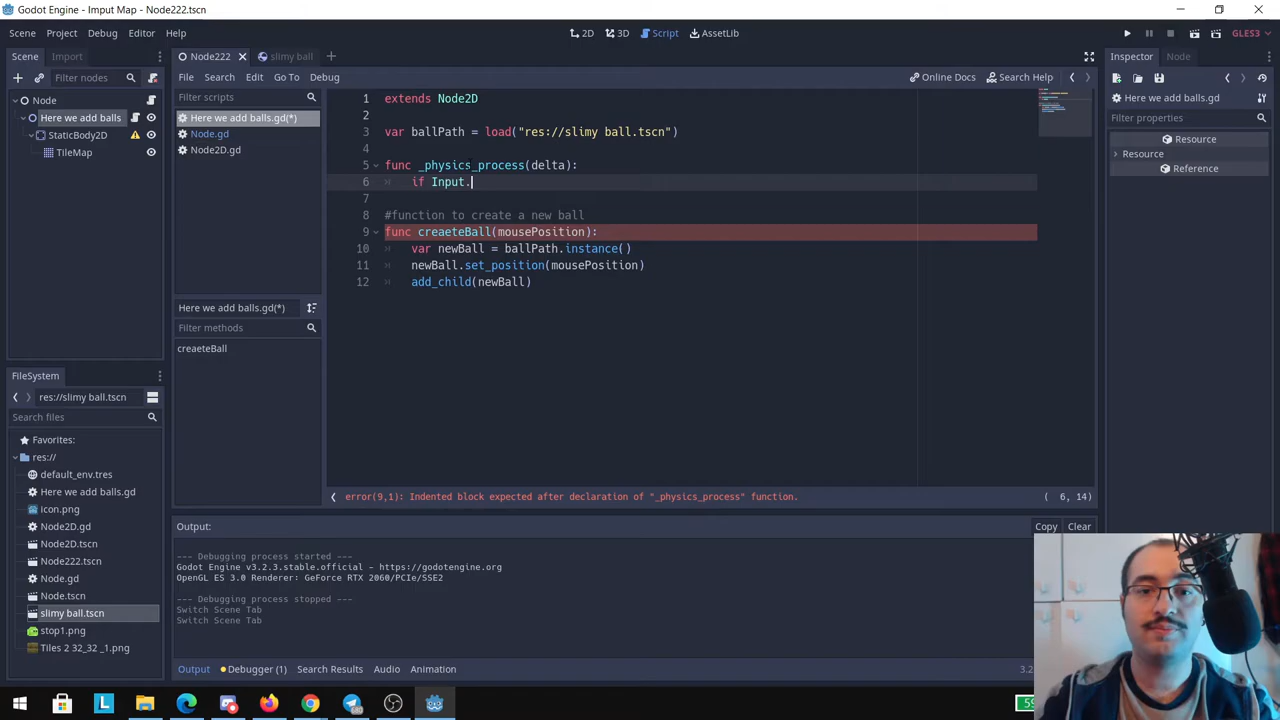 Godot Engine - Imput Map - Node222.tscn
Scene Project Debug Editor Help
2D 3D Script AssetLib
GLES3
Scene Import
Node222 slimy ball
Inspector Node
Filter nodes
File Search Edit Go To Debug
Online Docs Search Help
Node
Here we add balls
StaticBody2D
TileMap
Filter scripts
Here we add balls.gd(*)
Node.gd
Node2D.gd
Here we add balls.gd(*)
Filter methods
creaeteBall
1 extends Node2D
2
3 var ballPath = load("res://slimy ball.tscn")
4
5 func _physics_process(delta):
6 if Input.
7
8 #function to create a new ball
9 func creaeteBall(mousePosition):
10 var newBall = ballPath.instance()
11 newBall.set_position(mousePosition)
12 add_child(newBall)
error(9,1): Indented block expected after declaration of "_physics_process" function.
( 6, 14)
Here we add balls.gd
Filter properties
Resource
Resource
Reference
FileSystem
res://slimy ball.tscn
Search files
Favorites:
res://
default_env.tres
Here we add balls.gd
icon.png
Node2D.gd
Node2D.tscn
Node222.tscn
Node.gd
Node.tscn
slimy ball.tscn
stop1.png
Tiles 2 32_32 _1.png
Output:
Copy Clear
--- Debugging process started ---
Godot Engine v3.2.3.stable.official - https://godotengine.org
OpenGL ES 3.0 Renderer: GeForce RTX 2060/PCIe/SSE2
--- Debugging process stopped ---
Switch Scene Tab
Switch Scene Tab
Output Debugger (1) Search Results Audio Animation
3.2
L
59